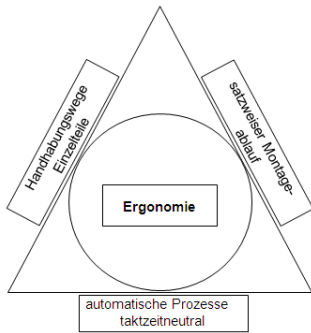 Handhabungswege
Einzelteile
satzweiser Montage-
ablauf
Ergonomie
automatische Prozesse
taktzeitneutral